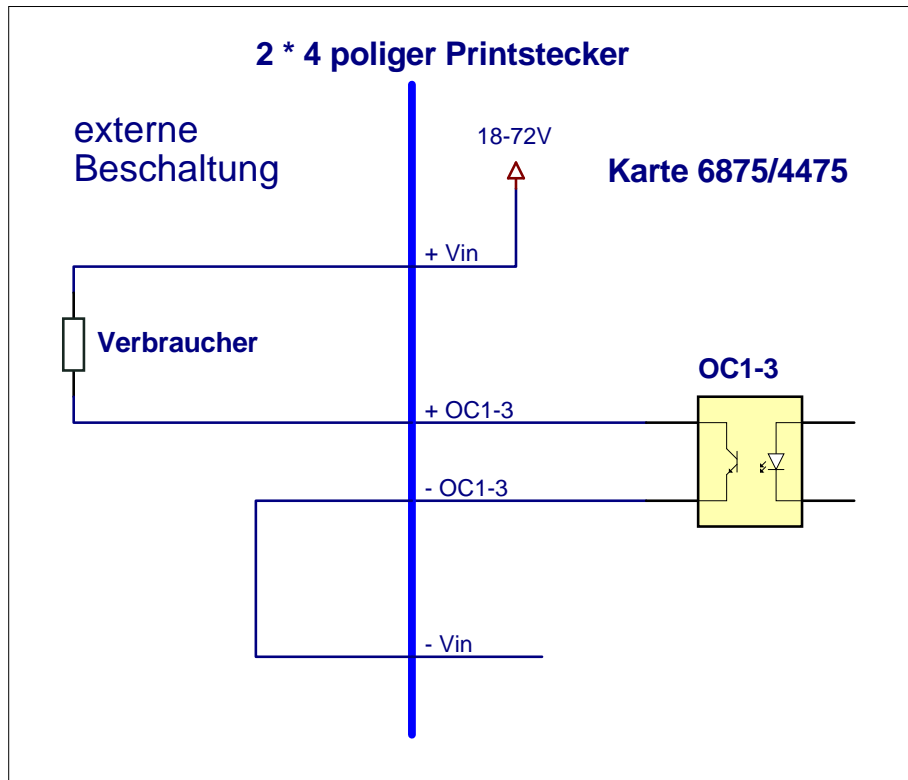 2 * 4 poliger Printstecker
externe
Beschaltung
18-72V
Karte 6875/4475
+ Vin
Verbraucher
OC1-3
+ OC1-3
- OC1-3
- Vin